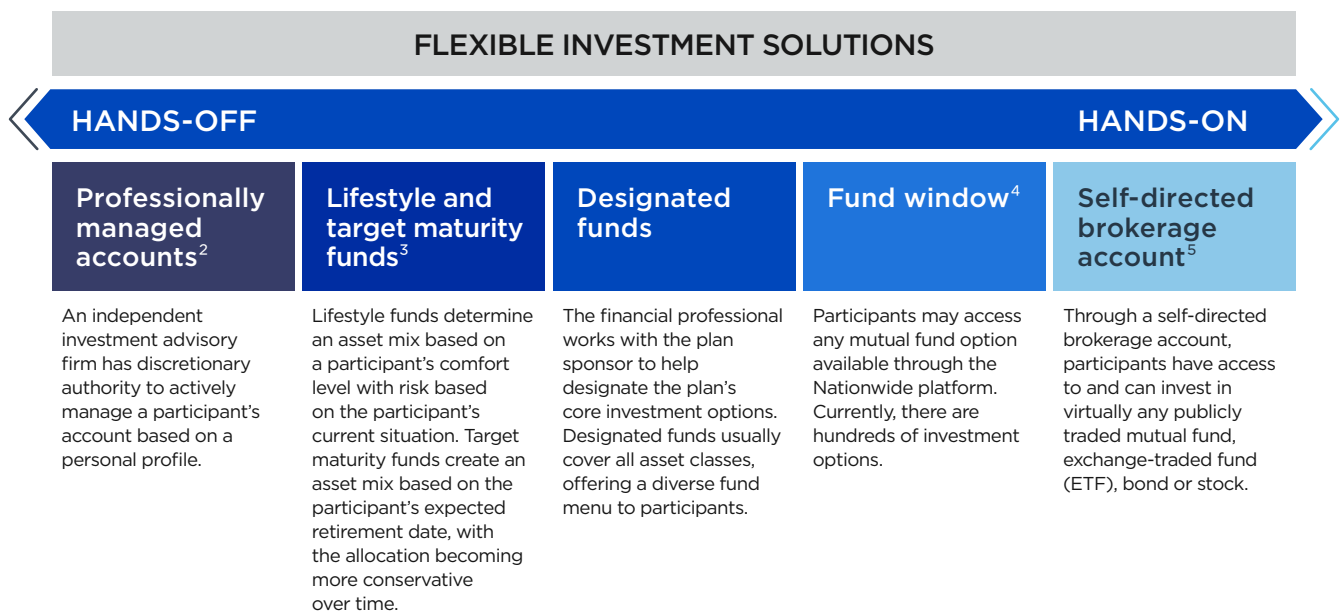 FLEXIBLE INVESTMENT SOLUTIONS
HANDS-OFF
HANDS-ON
Professionally
managed
accounts2
An independent
investment advisory
firm has discretionary
authority to actively
manage a participant’s
account based on a
personal profile.
Lifestyle and
target maturity
funds3
Lifestyle funds determine
an asset mix based on
a participant’s comfort
level with risk based
on the participant’s
current situation. Target
maturity funds create an
asset mix based on the
participant’s expected
retirement date, with
the allocation becoming
more conservative
over time.
Designated
funds
The financial professional
works with the plan
sponsor to help
designate the plan’s
core investment options.
Designated funds usually
cover all asset classes,
offering a diverse fund
menu to participants.
Fund window4
Participants may access
any mutual fund option
available through the
Nationwide platform.
Currently, there are
hundreds of investment
options.
Self-directed
brokerage
account5
Through a self-directed
brokerage account,
participants have access
to and can invest in
virtually any publicly
traded mutual fund,
exchange-traded fund
(ETF), bond or stock.